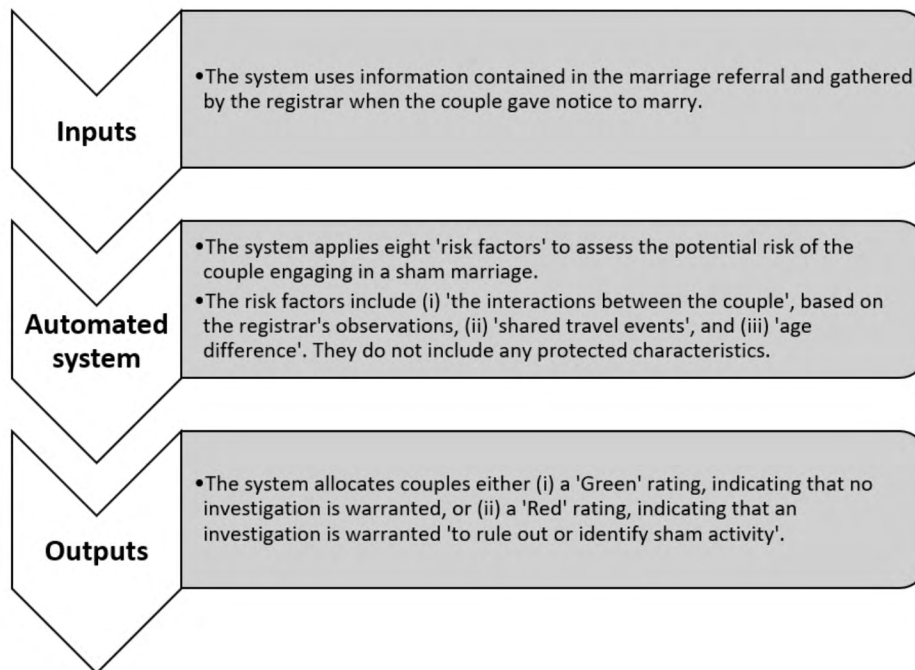 Inputs
•The system uses information contained in the marriage referral and gathered
by the registrar when the couple gave notice to marry.
Automated
system
•The system applies eight 'risk factors' to assess the potential risk of the
couple engaging in a sham marriage.
•The risk factors include (i) 'the interactions between the couple', based on
the registrar's observations, (ii) 'shared travel events', and (iii) 'age
difference'. They do not include any protected characteristics.
Outputs
•The system allocates couples either (i) a 'Green' rating, indicating that no
investigation is warranted, or (ii) a 'Red' rating, indicating that an
investigation is warranted 'to rule out or identify sham activity'.